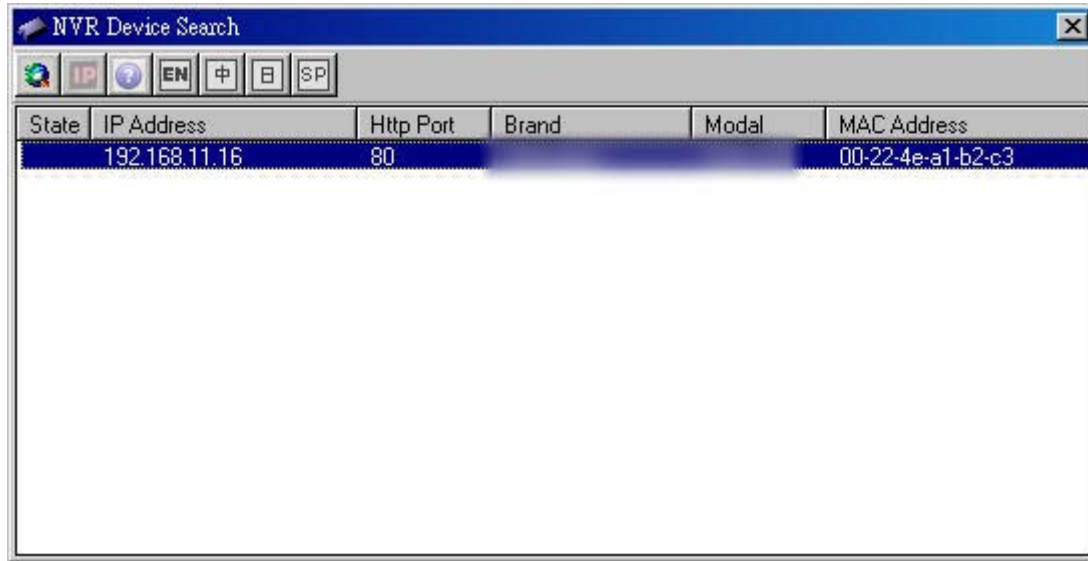 NVR Device Search
IP ? EN 中 日 SP
State IP Address Http Port Brand Modal MAC Address
192.168.11.16 80 00-22-4e-a1-b2-c3